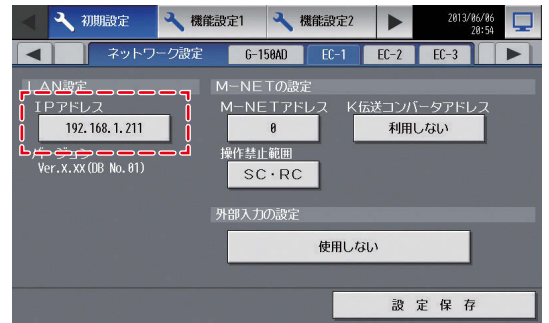 初期設定 機能設定1 機能設定2 2013/06/06
20:54
ネットワーク設定 G-150AD EC-1 EC-2 EC-3
LAN設定 M-NETの設定
IPアドレス M-NETアドレス K伝送コンバータアドレス
192.168.1.211 0 利用しない
バージョン 操作禁止範囲
Ver.X.XX(DB No.01) SC・RC
外部入力の設定
使用しない
設定保存